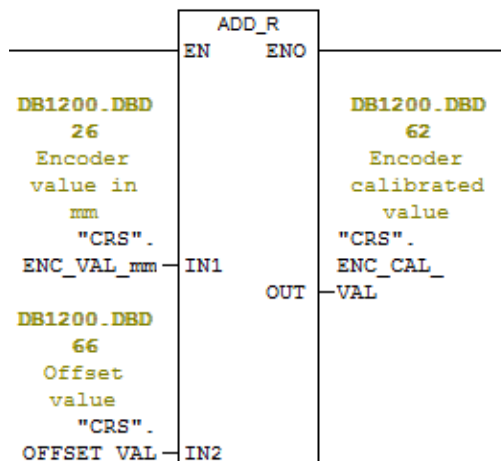 ADD_R
EN ENO
DB1200.DBD
26
Encoder
value in
mm
"CRS".
ENC_VAL_mm IN1
DB1200.DBD
62
Encoder
calibrated
value
"CRS".
ENC_CAL_
OUT VAL
DB1200.DBD
66
Offset
value
"CRS".
OFFSET_VAL IN2